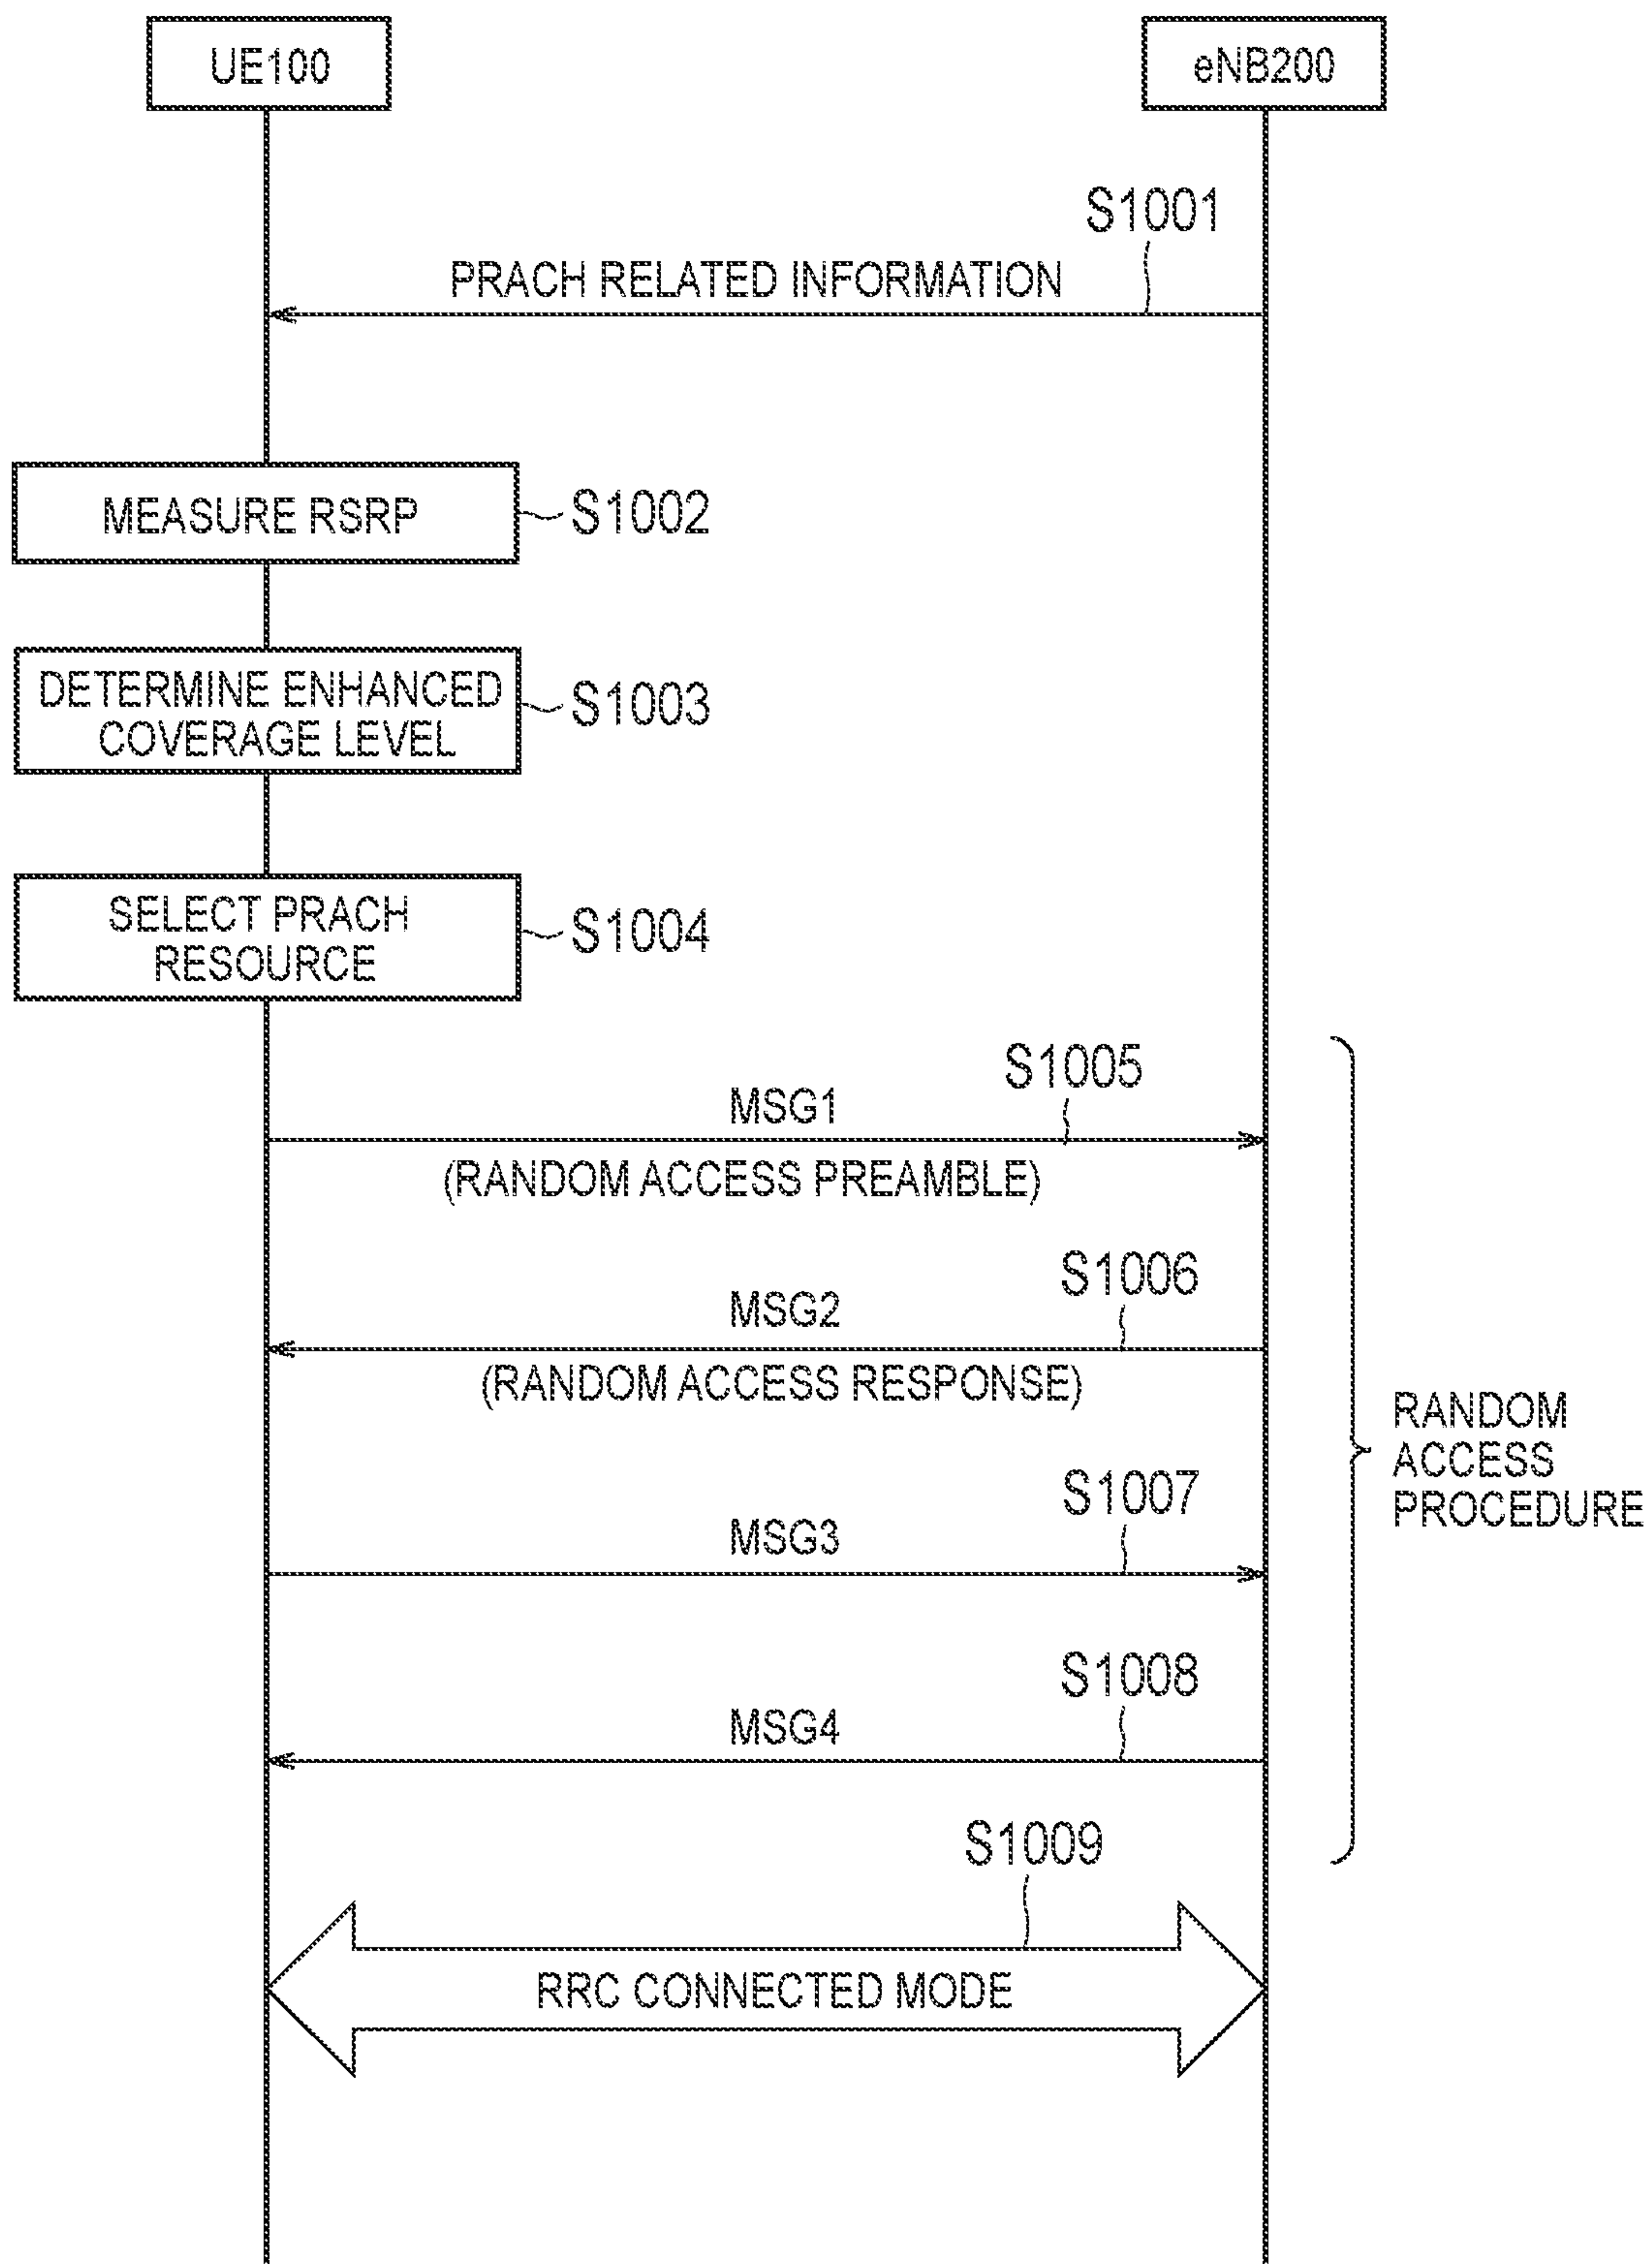 UE100
eNB200
S1001
PRACH RELATED INFORMATION
MEASURE RSRP
S1002
DETERMINE ENHANCED
COVERAGE LEVEL
S1003
SELECT PRACH
RESOURCE
S1004
S1005
MSG1
(RANDOM ACCESS PREAMBLE)
S1006
MSG2
(RANDOM ACCESS RESPONSE)
RANDOM
ACCESS
PROCEDURE
S1007
MSG3
S1008
MSG4
S1009
RRC CONNECTED MODE